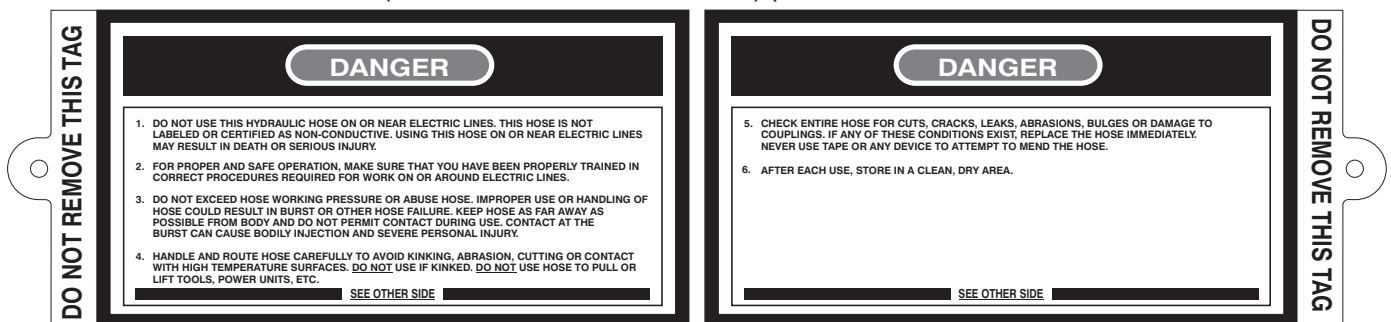 DO NOT REMOVE THIS TAG
DANGER
1. DO NOT USE THIS HYDRAULIC HOSE ON OR NEAR ELECTRIC LINES. THIS HOSE IS NOT
LABELED OR CERTIFIED AS NON-CONDUCTIVE. USING THIS HOSE ON OR NEAR ELECTRIC LINES
MAY RESULT IN DEATH OR SERIOUS INJURY.
2. FOR PROPER AND SAFE OPERATION, MAKE SURE THAT YOU HAVE BEEN PROPERLY TRAINED IN
CORRECT PROCEDURES REQUIRED FOR WORK ON OR AROUND ELECTRIC LINES.
3. DO NOT EXCEED HOSE WORKING PRESSURE OR ABUSE HOSE. IMPROPER USE OR HANDLING OF
HOSE COULD RESULT IN BURST OR OTHER HOSE FAILURE. KEEP HOSE AS FAR AWAY AS
POSSIBLE FROM BODY AND DO NOT PERMIT CONTACT DURING USE. CONTACT AT THE
BURST CAN CAUSE BODILY INJECTION AND SEVERE PERSONAL INJURY.
4. HANDLE AND ROUTE HOSE CAREFULLY TO AVOID KINKING, ABRASION, CUTTING OR CONTACT
WITH HIGH TEMPERATURE SURFACES. DO NOT USE IF KINKED. DO NOT USE HOSE TO PULL OR
LIFT TOOLS, POWER UNITS, ETC.
SEE OTHER SIDE
DANGER
5. CHECK ENTIRE HOSE FOR CUTS, CRACKS, LEAKS, ABRASIONS, BULGES OR DAMAGE TO
COUPLINGS. IF ANY OF THESE CONDITIONS EXIST, REPLACE THE HOSE IMMEDIATELY.
NEVER USE TAPE OR ANY DEVICE TO ATTEMPT TO MEND THE HOSE.
6. AFTER EACH USE, STORE IN A CLEAN, DRY AREA.
SEE OTHER SIDE
DO NOT REMOVE THIS TAG